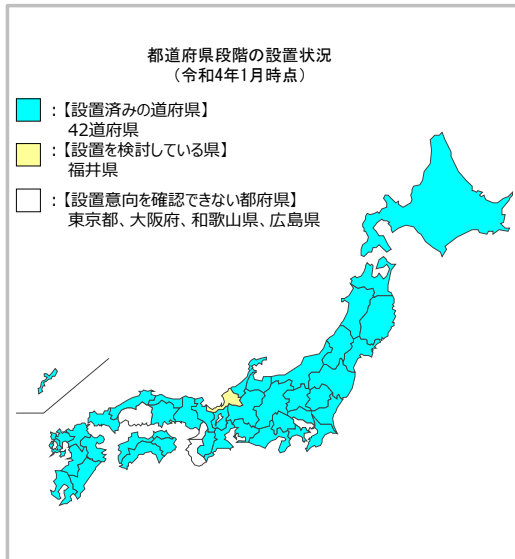 都道府県段階の設置状況
（令和4年1月時点）
：【設置済みの道府県】
42道府県
：【設置を検討している県】
福井県
：【設置意向を確認できない都府県】
東京都、大阪府、和歌山県、広島県